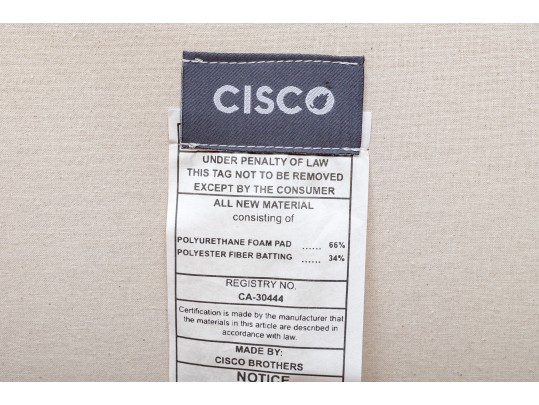 CISCO
UNDER PENALTY OF LAW
THIS TAG NOT TO BE REMOVED
EXCEPT BY THE CONSUMER
ALL NEW MATERIAL
consisting of
POLYURETHANE FOAM PAD ...... 66%
POLYESTER FIBER BATTING ...... 34%
REGISTRY NO.
CA-30444
Certification is made by the manufacturer that
the materials in this article are described in
accordance with law.
MADE BY:
CISCO BROTHERS
NOTICE